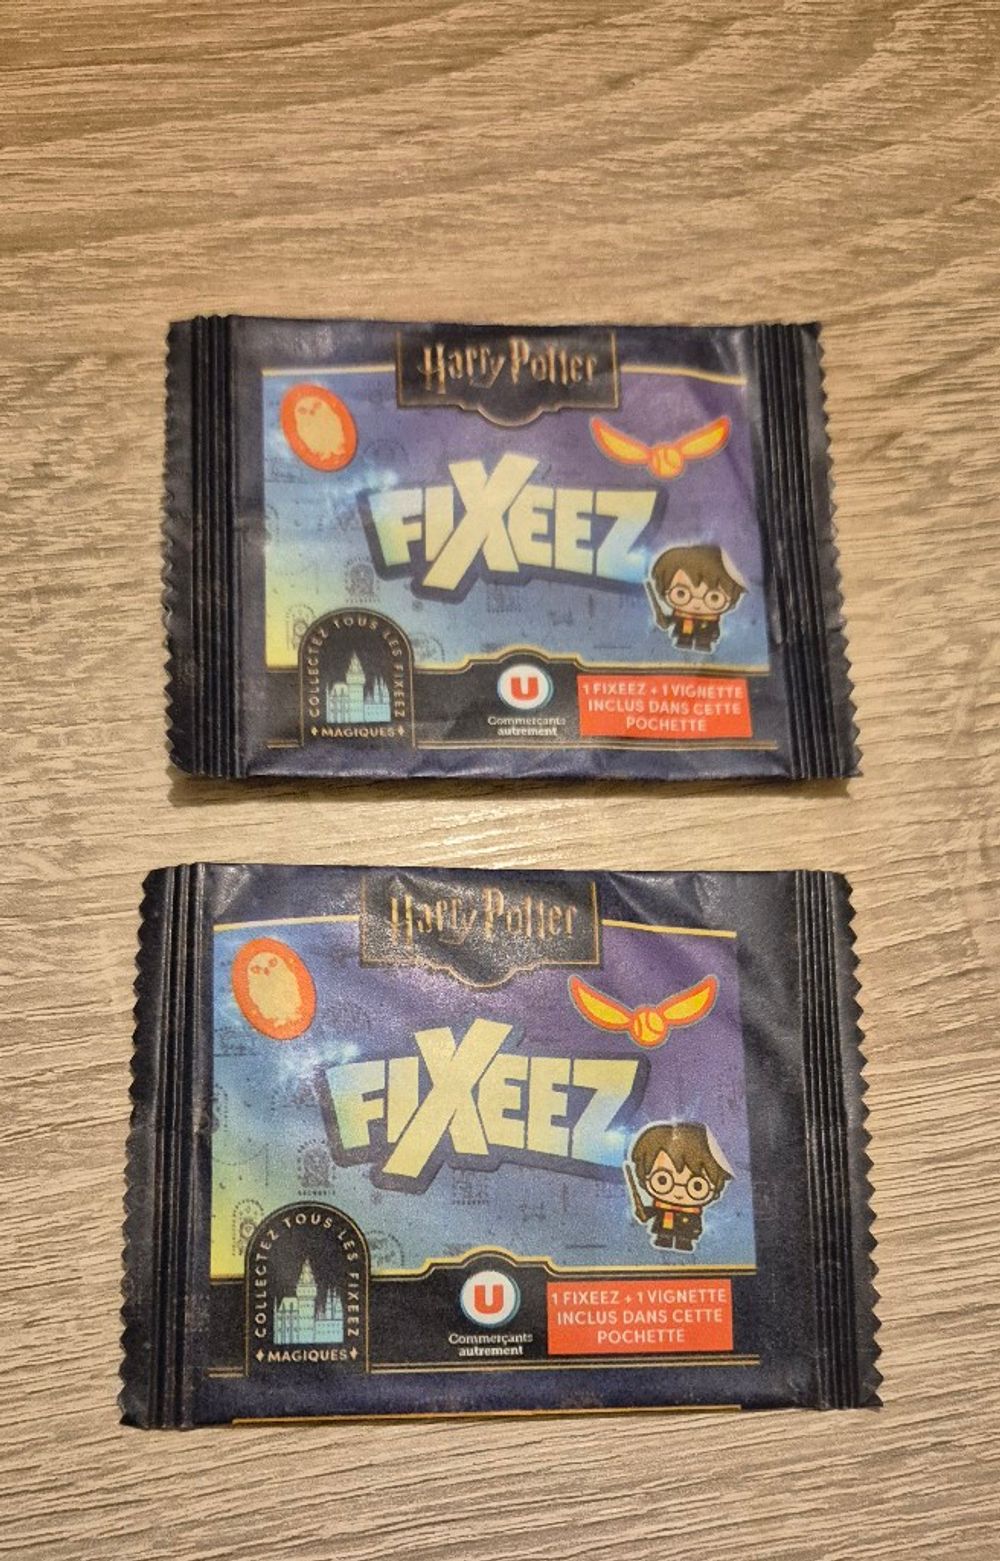 Harry Potter
FIXEEZ
COLLECTEZ TOUS LES FIXEEZ
MAGIQUES
U
Commerçants
autrement
1 FIXEEZ + 1 VIGNETTE
INCLUS DANS CETTE
POCHETTE
Harry Potter
FIXEEZ
COLLECTEZ TOUS LES FIXEEZ
MAGIQUES
U
Commerçants
autrement
1 FIXEEZ + 1 VIGNETTE
INCLUS DANS CETTE
POCHETTE